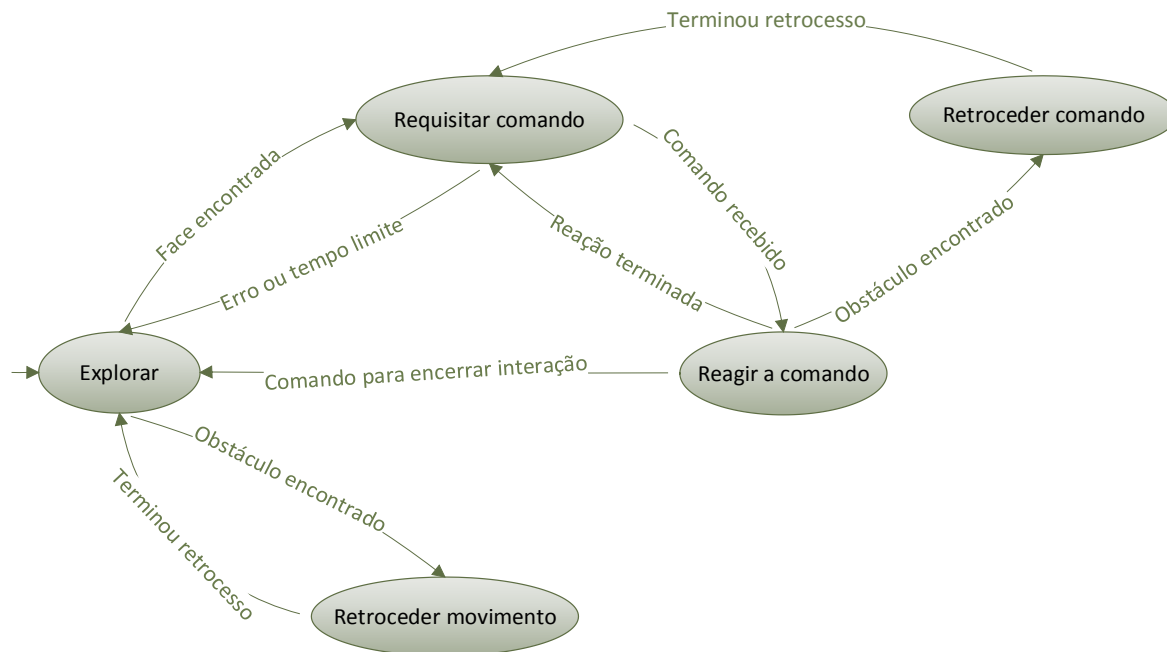 Terminou retrocesso
Requisitar comando
Retroceder comando
Face encontrada
Comando recebido
Erro ou tempo limite
Reação terminada
Obstáculo encontrado
Explorar
Comando para encerrar interação
Reagir a comando
Obstáculo encontrado
Terminou retrocesso
Retroceder movimento